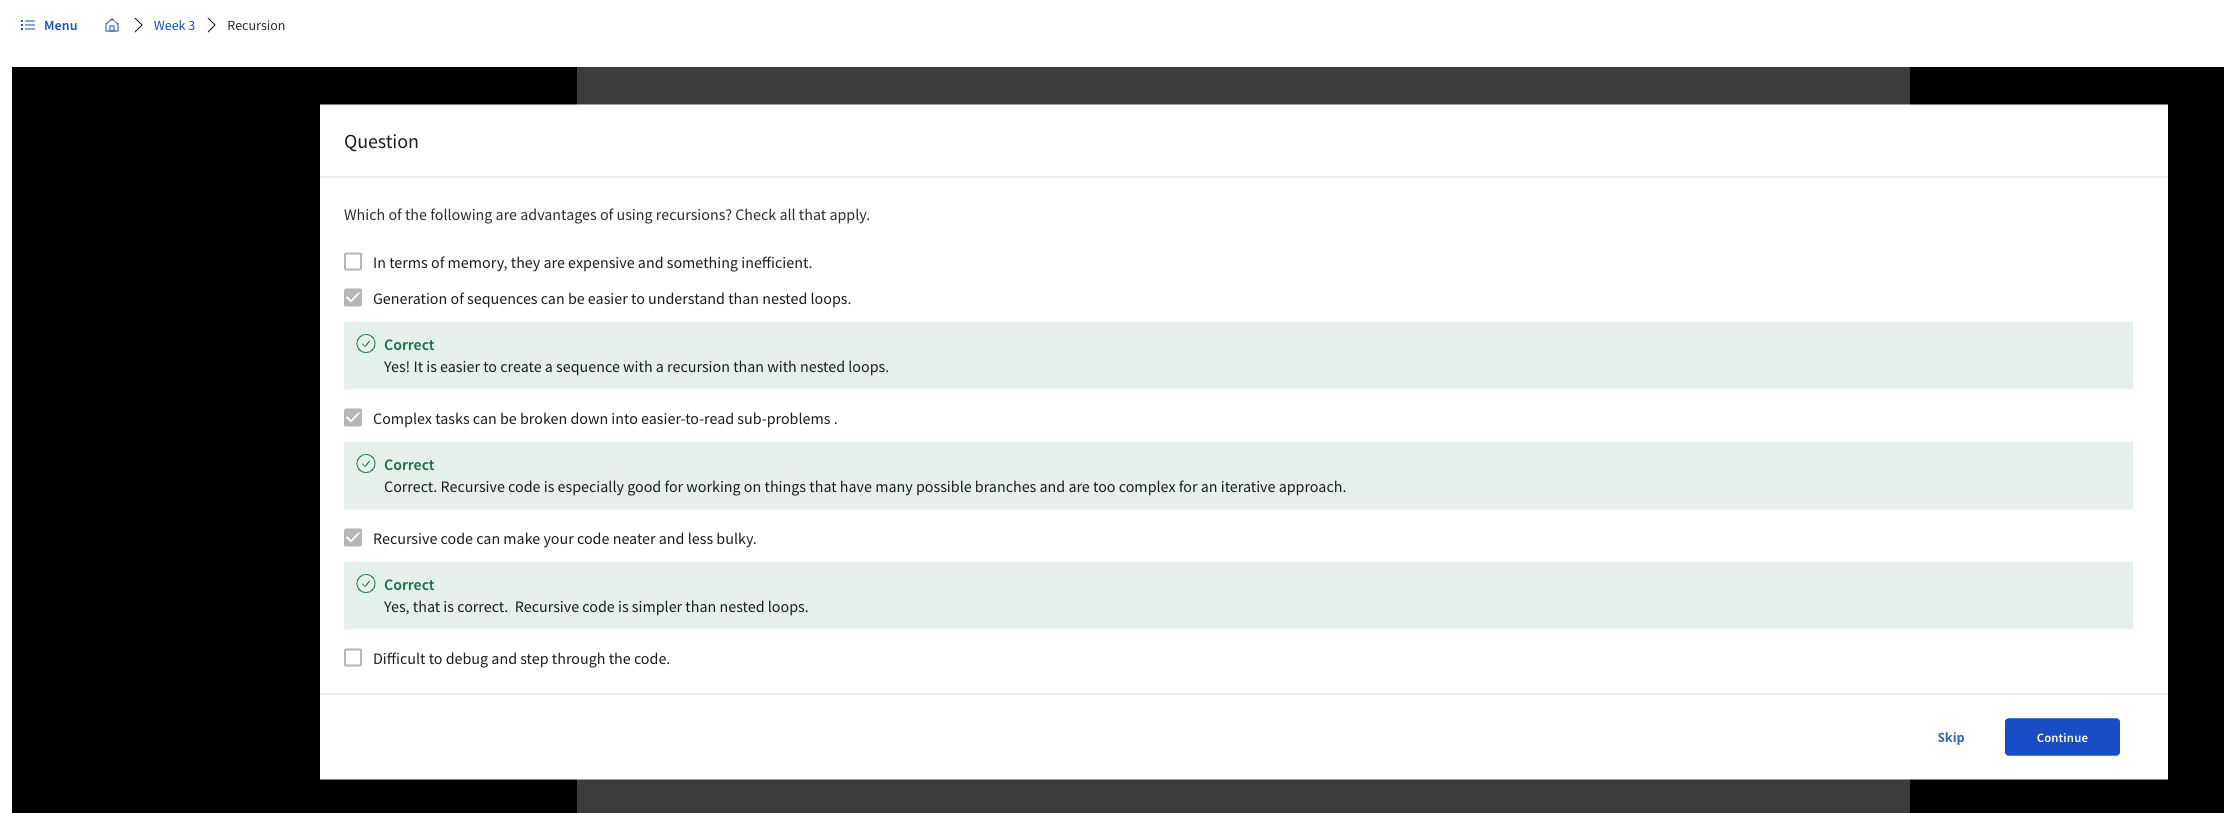 Menu
Week 3
Recursion
Question
Which of the following are advantages of using recursions? Check all that apply.
In terms of memory, they are expensive and something inefficient.
Generation of sequences can be easier to understand than nested loops.
Correct
Yes! It is easier to create a sequence with a recursion than with nested loops.
Complex tasks can be broken down into easier-to-read sub-problems .
Correct
Correct. Recursive code is especially good for working on things that have many possible branches and are too complex for an iterative approach.
Recursive code can make your code neater and less bulky.
Correct
Yes, that is correct.  Recursive code is simpler than nested loops.
Difficult to debug and step through the code.
Skip
Continue